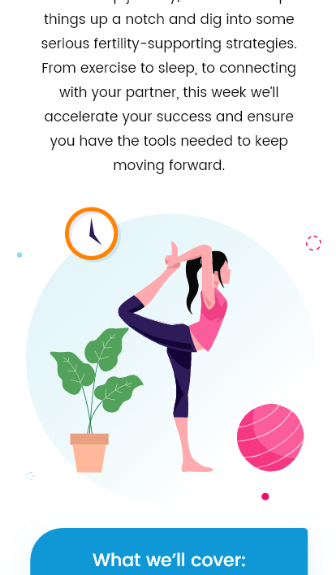 things up a notch and dig into some
serious fertility-supporting strategies.
From exercise to sleep, to connecting
with your partner, this week we'll
accelerate your success and ensure
you have the tools needed to keep
moving forward.
What we'll cover: